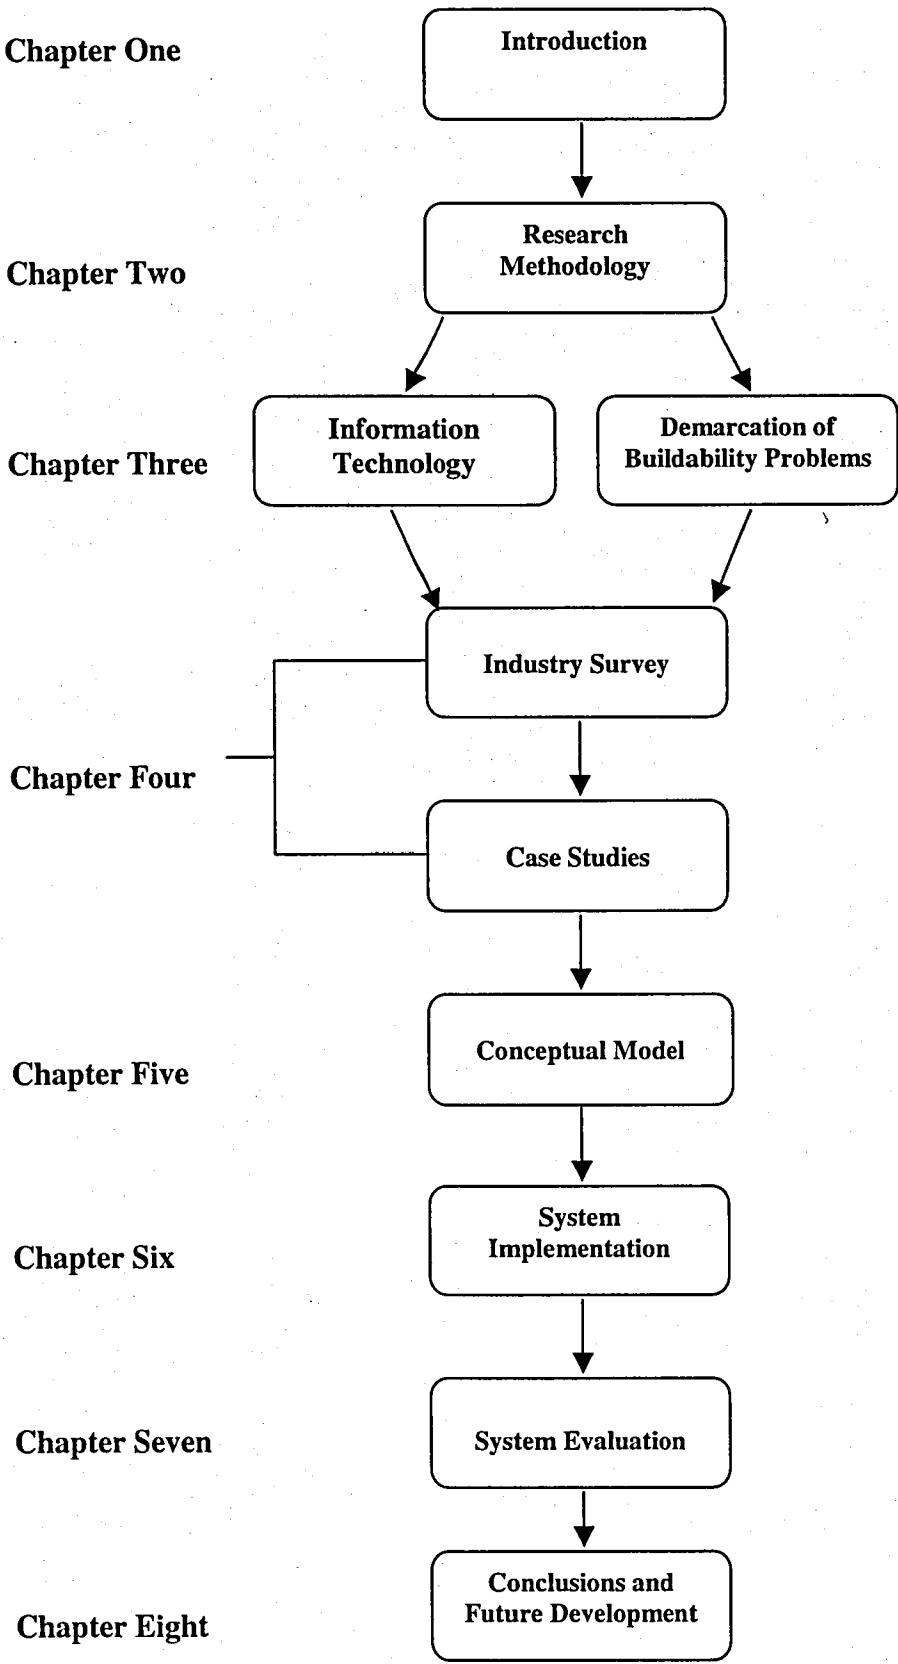 Chapter One
Introduction
Chapter Two
Research
Methodology
Chapter Three
Information
Technology
Demarcation of
Buildability Problems
Industry Survey
Chapter Four
Case Studies
Chapter Five
Conceptual Model
Chapter Six
System
Implementation
Chapter Seven
System Evaluation
Chapter Eight
Conclusions and
Future Development